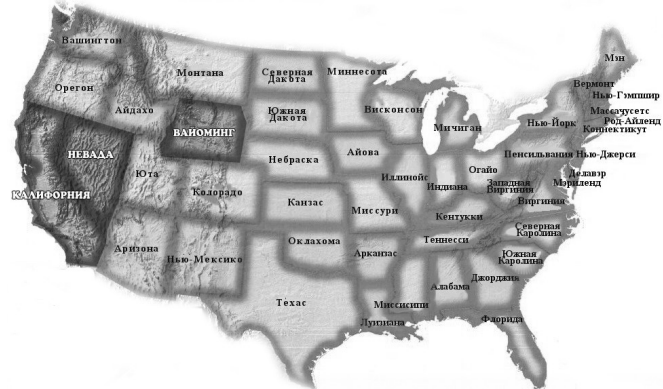 Вашингтон
Орегон
Айдахо
Монтана
Северная
Дакота
Миннесота
Висконсон
Мичиган
Мэн
Вермонт
Нью-Гэмпшир
Массачусетс
Род-Айленд
Коннектикут
Нью-Йорк
Южная
Дакота
ВАЙОМИНГ
НЕВАДА
КАЛИФОРНИЯ
Юта
Колорадо
Небраска
Айова
Иллинойс
Индиана
Огайо
Пенсильвания
Нью-Джерси
Делавэр
Мэриленд
Западная
Виргиния
Виргиния
Канзас
Миссури
Кентукки
Теннесси
Северная
Каролина
Южная
Каролина
Аризона
Нью-Мексико
Оклахома
Арканзас
Техас
Луизиана
Миссисипи
Алабама
Джорджия
Флорида